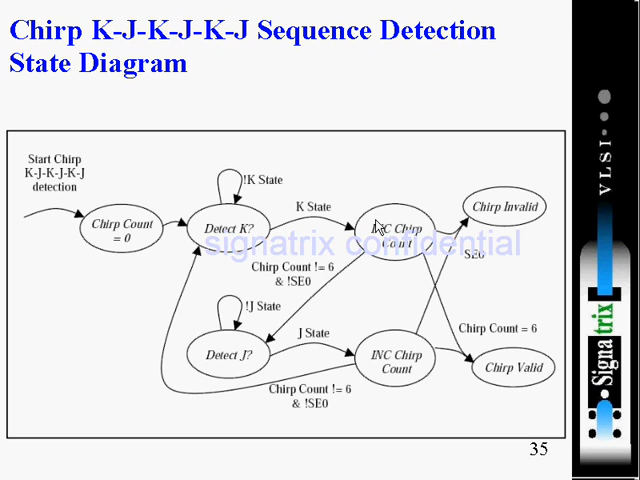 Chirp K-J-K-J-K-J Sequence Detection
State Diagram
Start Chirp
K-J-K-J-K-J
detection
!K State
K State
Chirp Count
= 0
Detect K?
INC Chirp
Count
Chirp Invalid
signatrix confidential
SE0
Chirp Count != 6
& !SE0
!J State
J State
Chirp Count = 6
Detect J?
INC Chirp
Count
Chirp Valid
Chirp Count != 6
& !SE0
35
VLSI
Signatrix